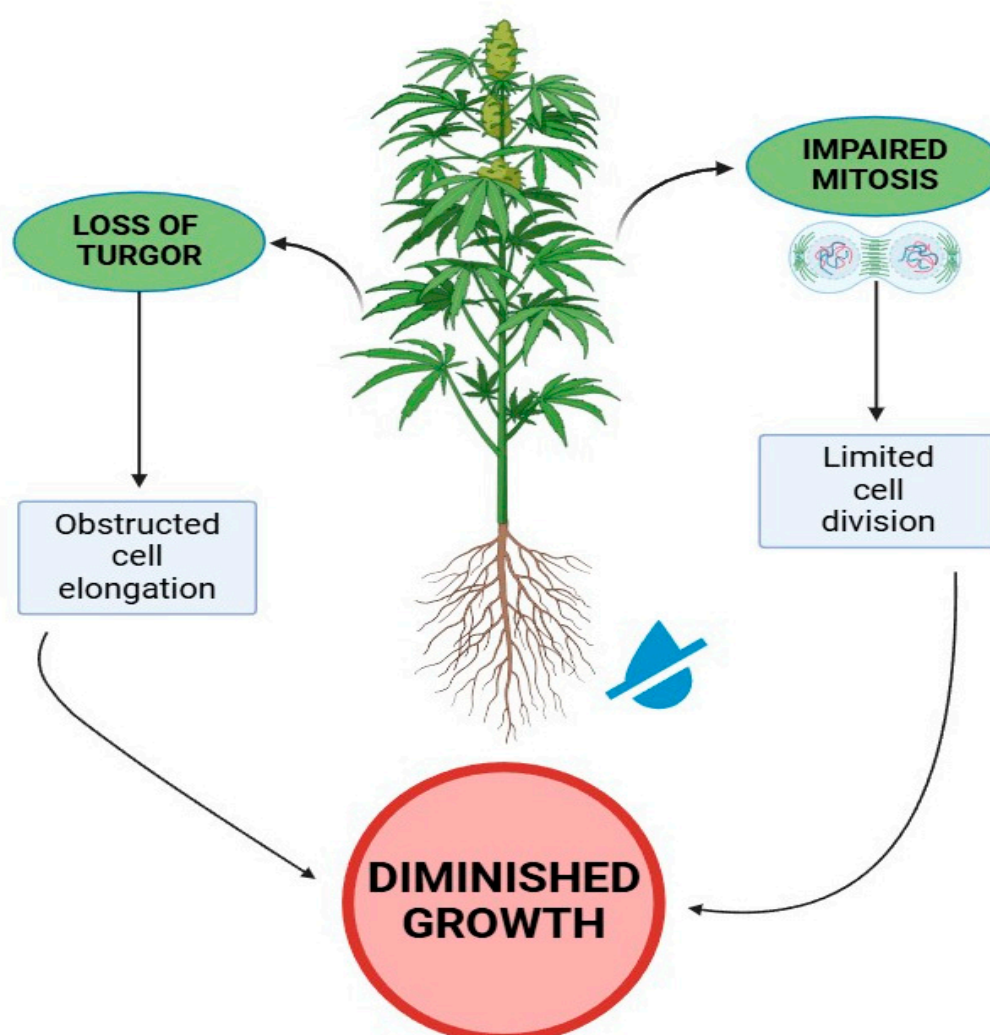 LOSS OF
TURGOR
Obstructed
cell
elongation
IMPAIRED
MITOSIS
Limited
cell
division
DIMINISHED
GROWTH